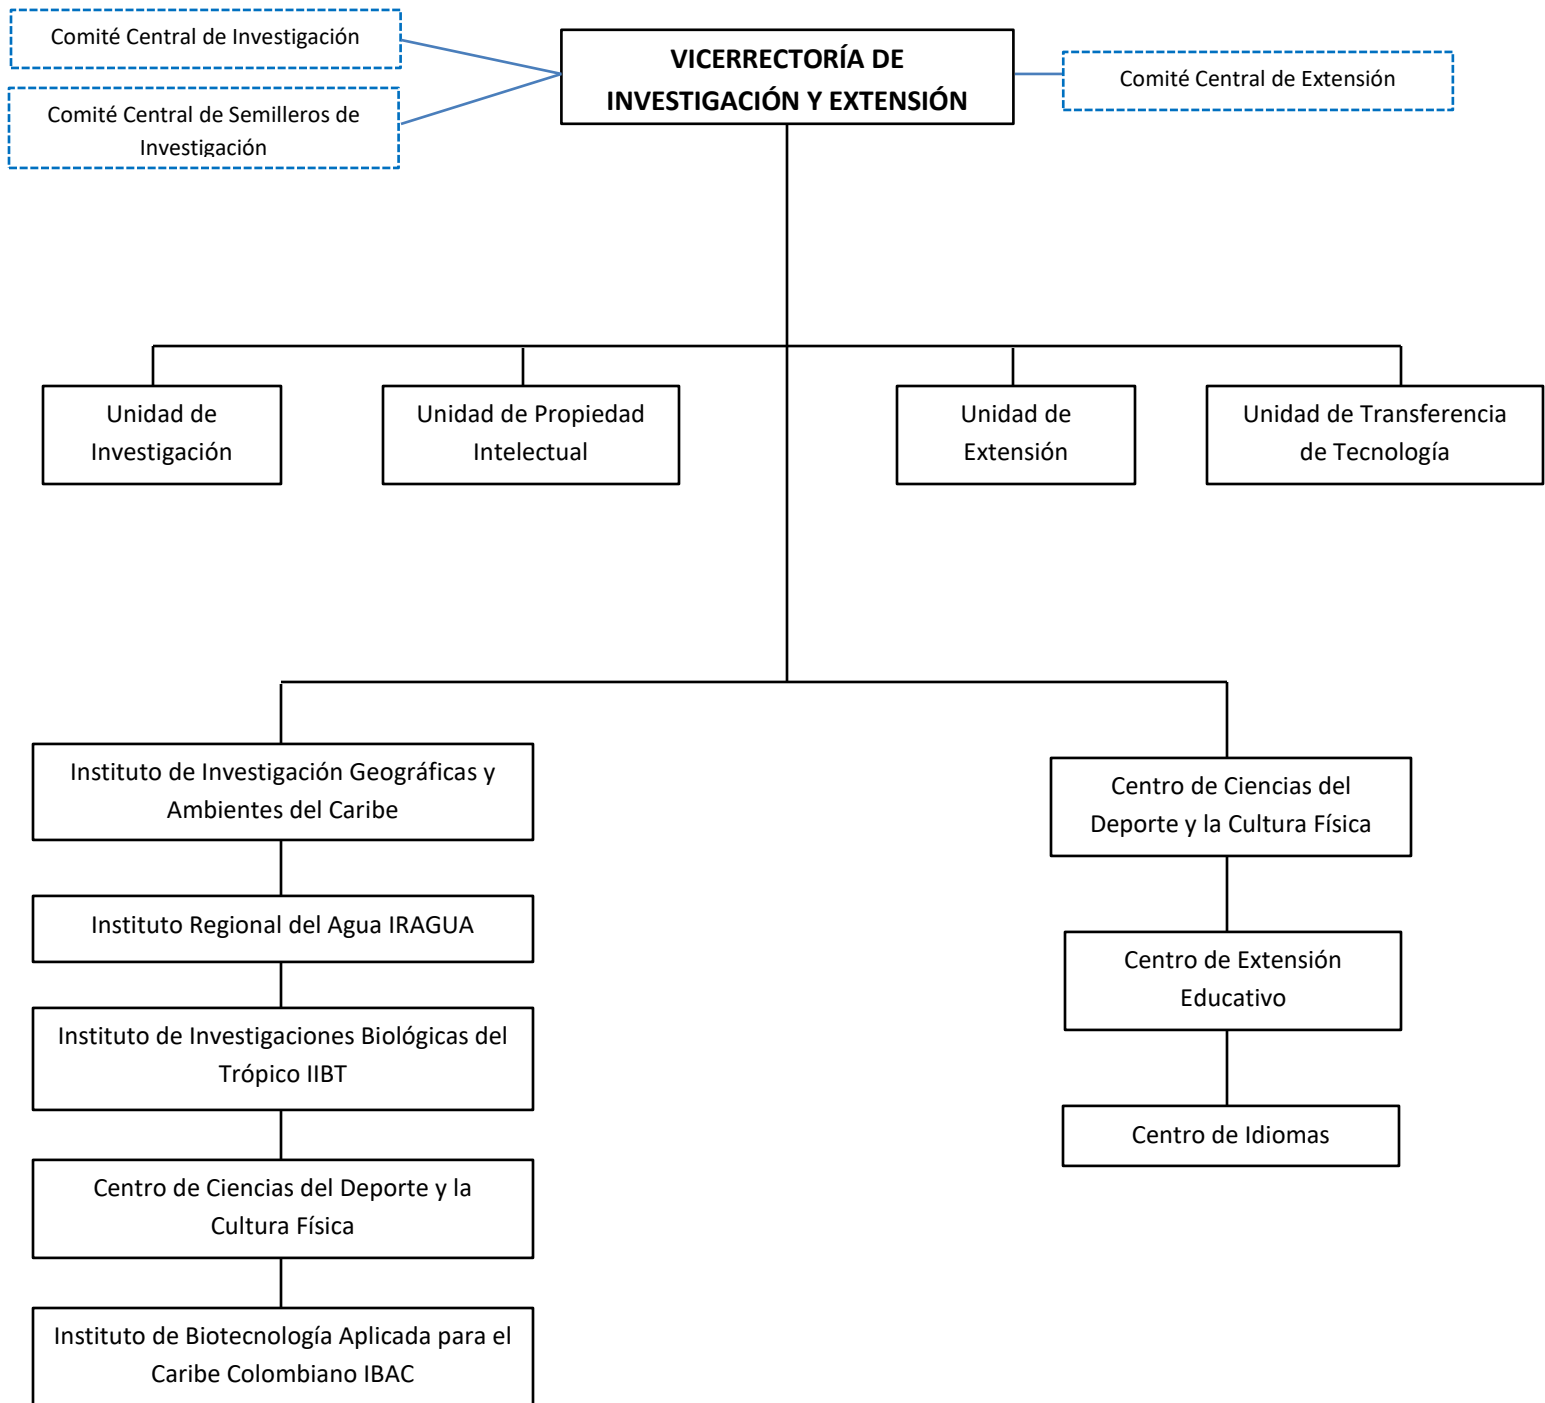 Comité Central de Investigación
VICERRECTORÍA DE
INVESTIGACIÓN Y EXTENSIÓN
Comité Central de Extensión
Comité Central de Semilleros de
Investigación
Unidad de
Investigación
Unidad de Propiedad
Intelectual
Unidad de
Extensión
Unidad de Transferencia
de Tecnología
Instituto de Investigación Geográficas y
Ambientes del Caribe
Instituto Regional del Agua IRAGUA
Instituto de Investigaciones Biológicas del
Trópico IIBT
Centro de Ciencias del Deporte y la
Cultura Física
Instituto de Biotecnología Aplicada para el
Caribe Colombiano IBAC
Centro de Ciencias del
Deporte y la Cultura Física
Centro de Extensión
Educativo
Centro de Idiomas